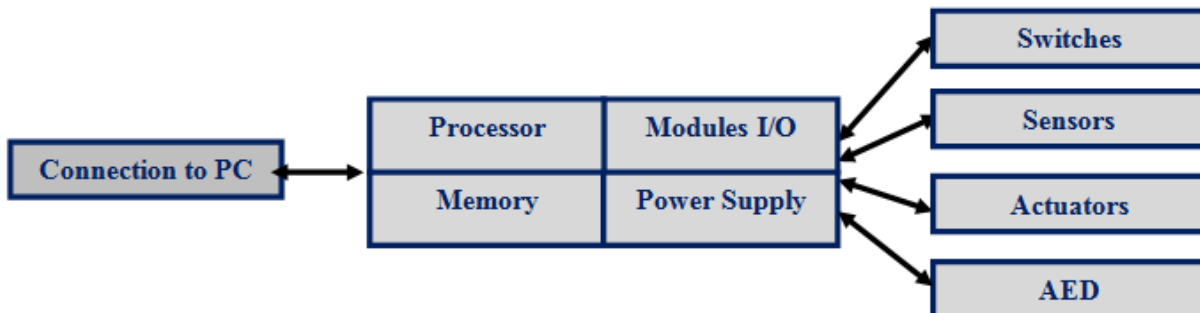 Connection to PC
Processor
Modules I/O
Memory
Power Supply
Switches
Sensors
Actuators
AED